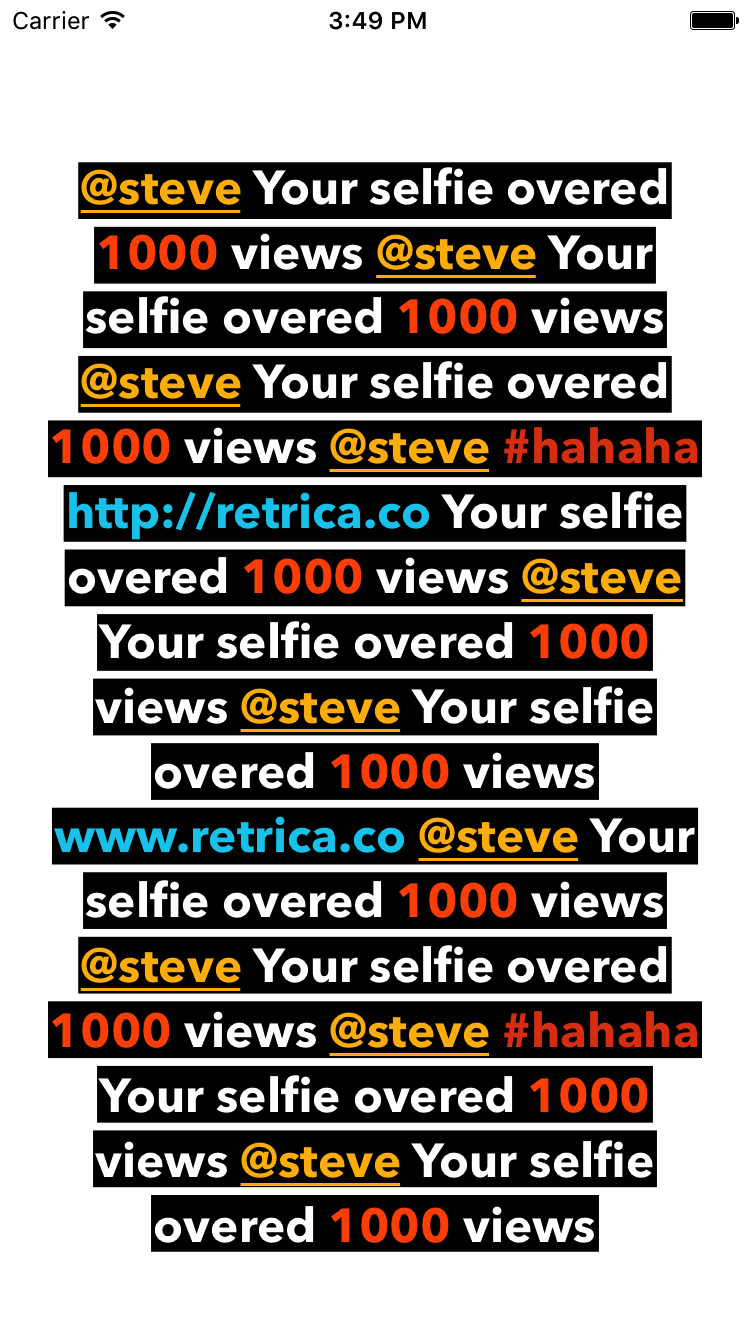 Carrier 3:49 PM
@steve Your selfie overed
1000 views @steve Your
selfie overed 1000 views
@steve Your selfie overed
1000 views @steve #hahaha
http://retrica.co Your selfie
overed 1000 views @steve
Your selfie overed 1000
views @steve Your selfie
overed 1000 views
www.retrica.co @steve Your
selfie overed 1000 views
@steve Your selfie overed
1000 views @steve #hahaha
Your selfie overed 1000
views @steve Your selfie
overed 1000 views